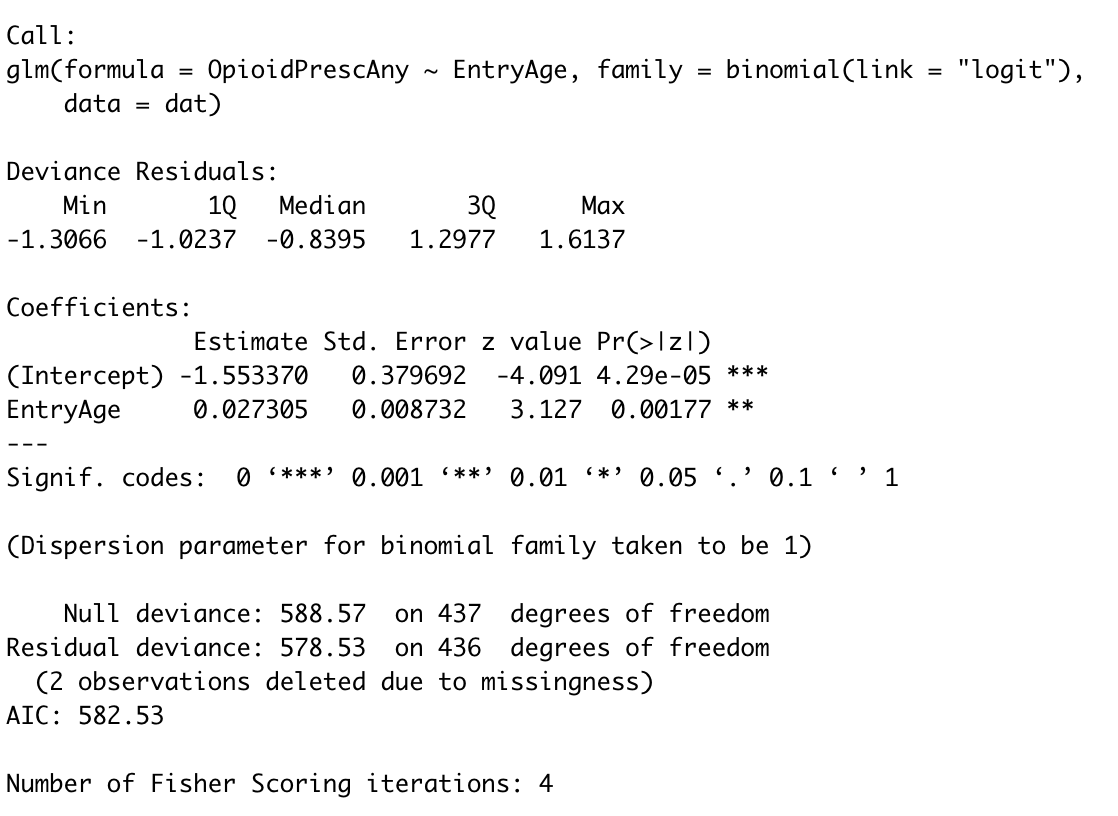 Call:
glm(formula = OpioidPrescAny ~ EntryAge, family = binomial(link = "logit"),
    data = dat)

Deviance Residuals:
    Min       1Q   Median       3Q      Max
-1.3066  -1.0237  -0.8395   1.2977   1.6137

Coefficients:
             Estimate Std. Error z value Pr(>|z|)
(Intercept) -1.553370   0.379692  -4.091 4.29e-05 ***
EntryAge     0.027305   0.008732   3.127  0.00177 **
---
Signif. codes:  0 ‘***’ 0.001 ‘**’ 0.01 ‘*’ 0.05 ‘.’ 0.1 ‘ ’ 1

(Dispersion parameter for binomial family taken to be 1)

    Null deviance: 588.57  on 437  degrees of freedom
Residual deviance: 578.53  on 436  degrees of freedom
  (2 observations deleted due to missingness)
AIC: 582.53

Number of Fisher Scoring iterations: 4